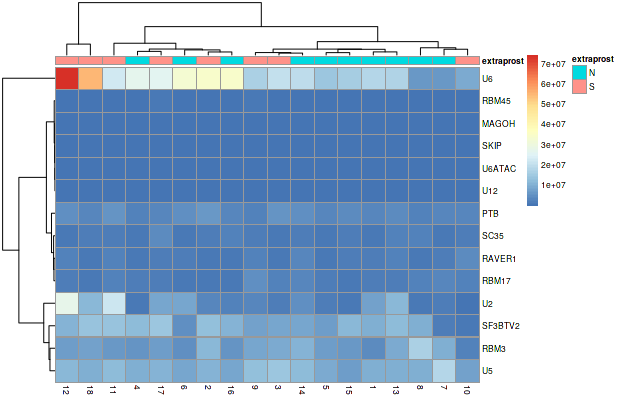 extraprost
U6
RBM45
MAGOH
SKIP
U6ATAC
U12
PTB
SC35
RAVER1
RBM17
U2
SF3BTV2
RBM3
U5
12 18 11 4 17 6 2 16 9 3 14 5 15 1 13 8 7 10
7e+07
6e+07
5e+07
4e+07
3e+07
2e+07
1e+07
extraprost
N
S